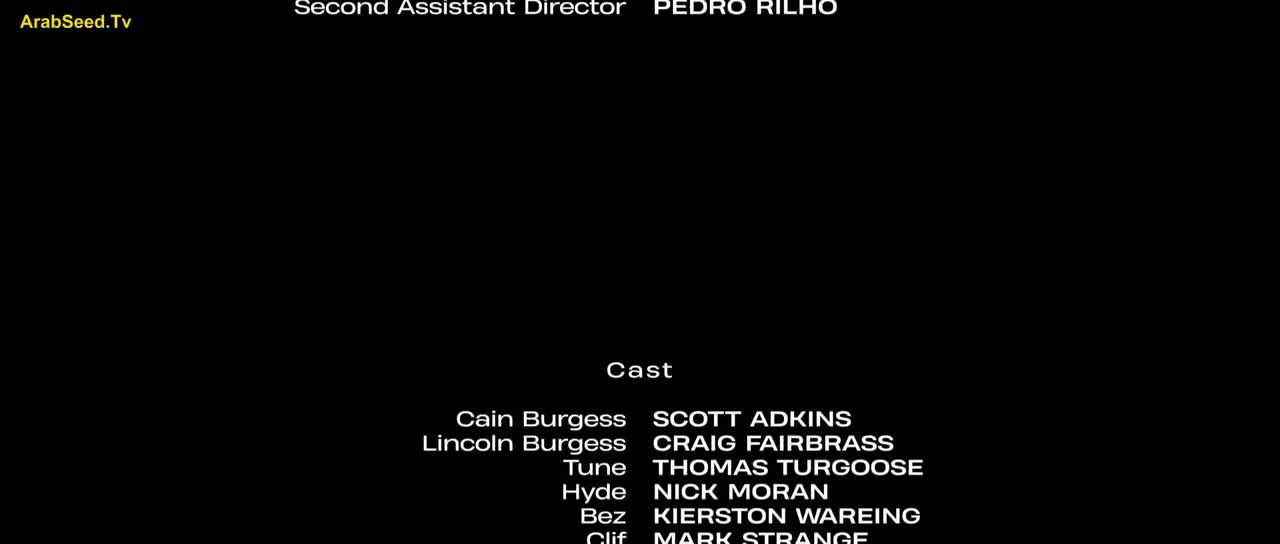 ArabSeed.Tv
Second Assistant Director PEDRO RILHO
Cast
Cain Burgess SCOTT ADKINS
Lincoln Burgess CRAIG FAIRBRASS
Tune THOMAS TURGOOSE
Hyde NICK MORAN
Bez KIERSTON WAREING
Clif MARK STRANGE